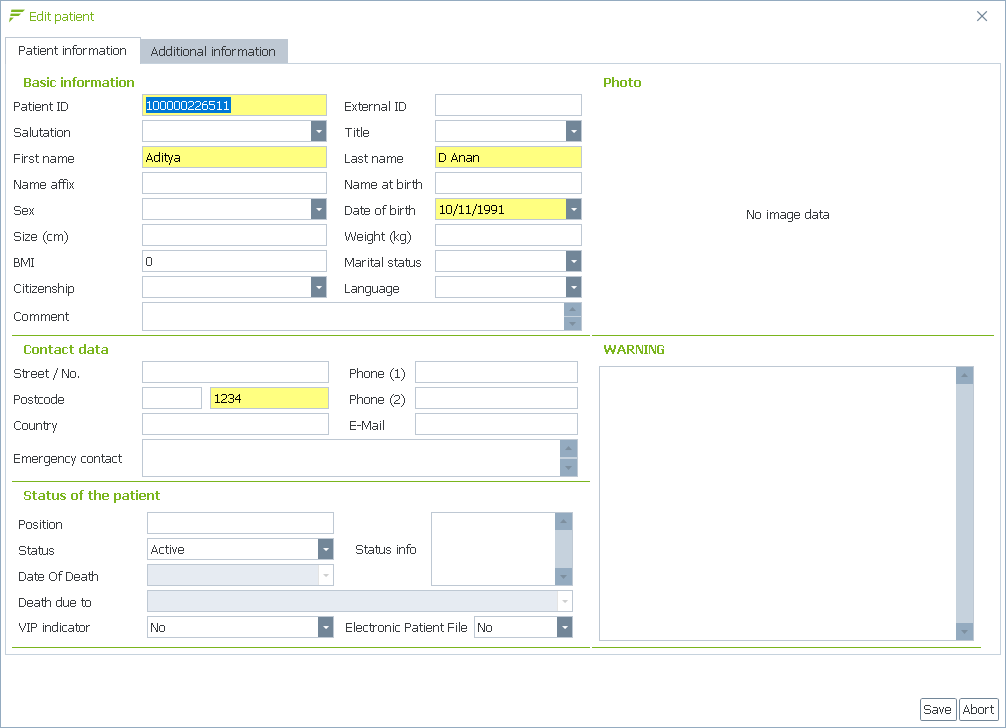 Edit patient
Patient information Additional information
Basic information Photo
Patient ID 100000226511 External ID
Salutation Title
First name Aditya Last name D Anan
Name affix Name at birth
Sex Date of birth 10/11/1991
No image data
Size (cm) Weight (kg)
BMI 0 Marital status
Citizenship Language
Comment
Contact data WARNING
Street / No. Phone (1)
Postcode 1234 Phone (2)
Country E-Mail
Emergency contact
Status of the patient
Position
Status Active Status info
Date Of Death
Death due to
VIP indicator No Electronic Patient File No
Save Abort